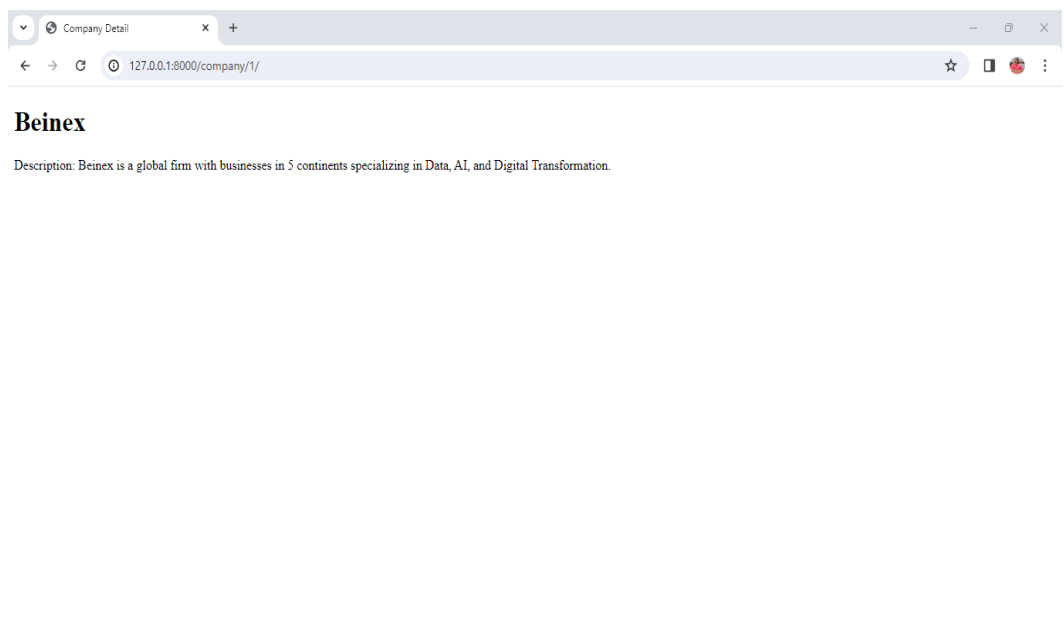 Company Detail
127.0.0.1:8000/company/1/
Beinex
Description: Beinex is a global firm with businesses in 5 continents specializing in Data, AI, and Digital Transformation.